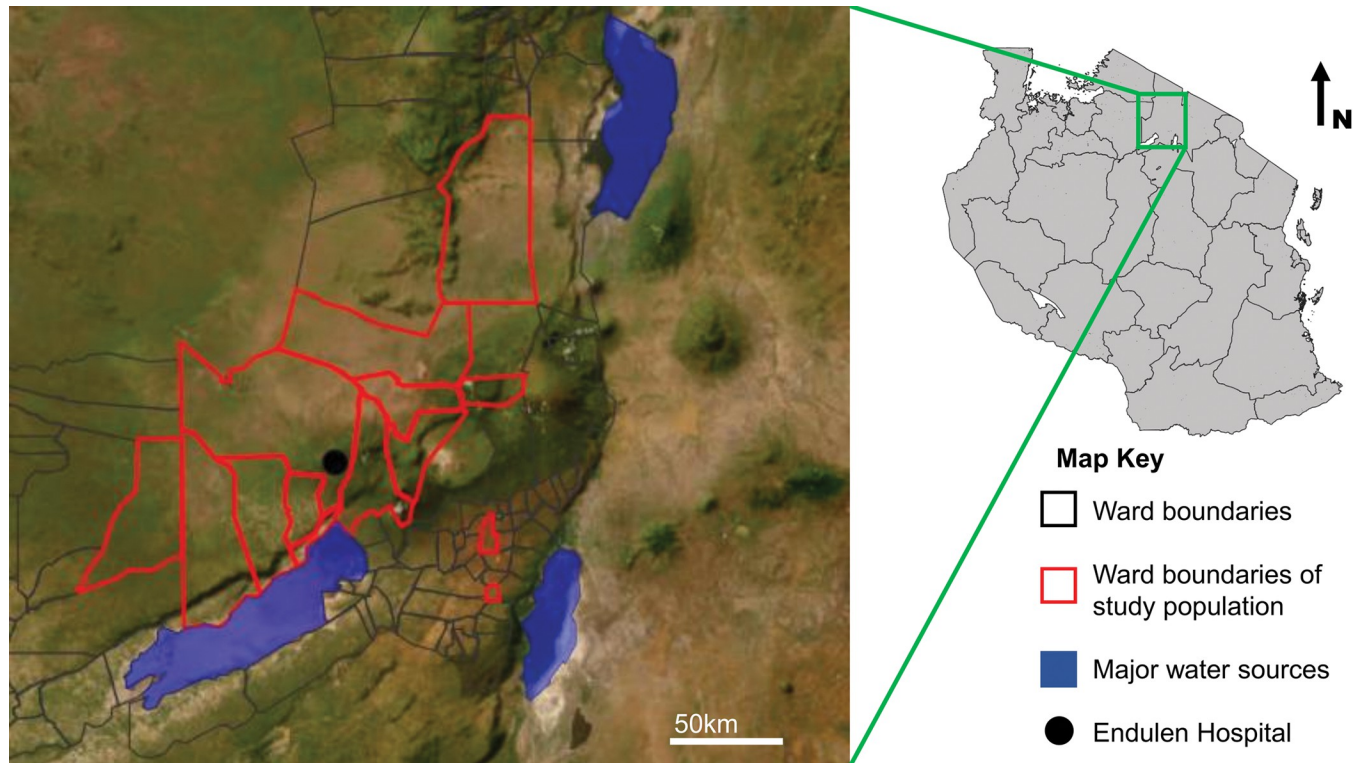 N
Map Key
Ward boundaries
Ward boundaries of
study population
Major water sources
Endulen Hospital
50km